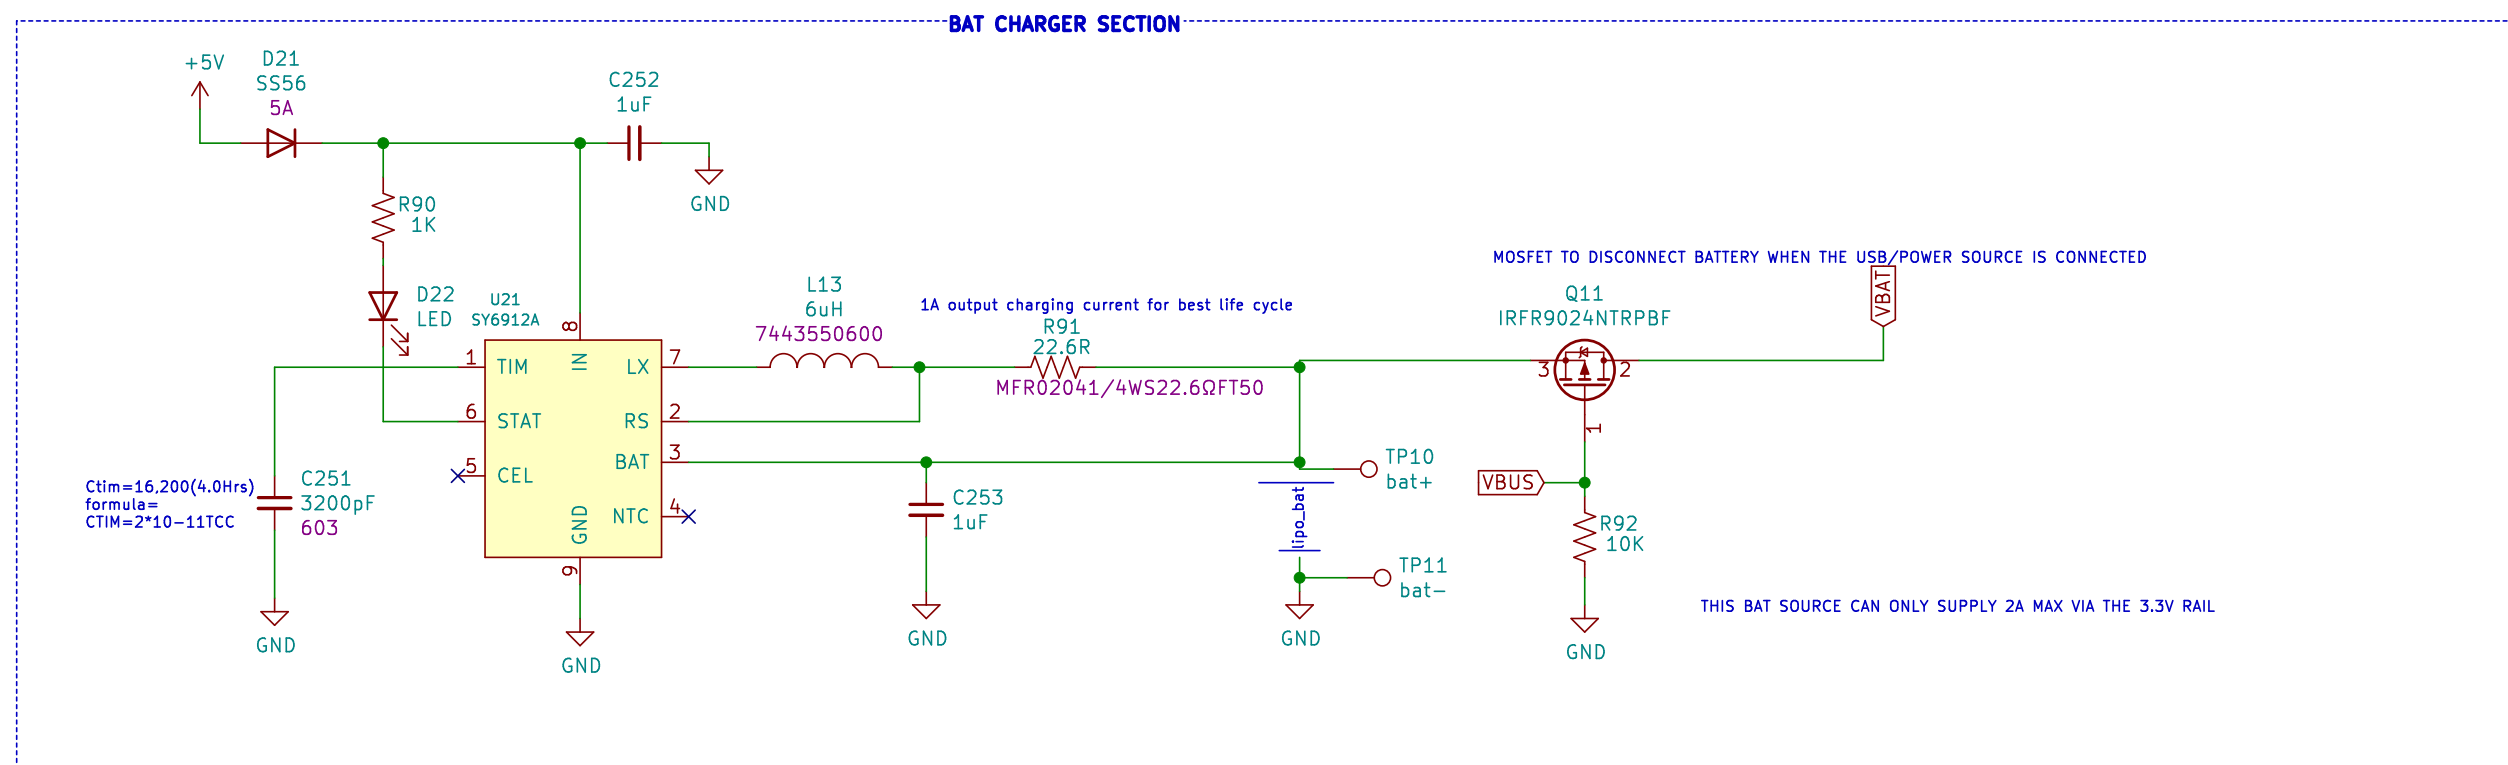 BAT CHARGER SECTION
+5V
D21
SS56
5A
C252
1uF
GND
R90
1K
D22
LED
U21
SY6912A
1
TIM
6
STAT
5
CEL
8
IN
LX
7
RS
2
BAT
3
NTC
4
GND
9
GND
L13
6uH
7443550600
1A output charging current for best life cycle
R91
22.6R
MFR02041/4WS22.6ΩFT50
Ctim=16,200(4.0Hrs)
formula=
CTIM=2*10-11TCC
C251
3200pF
603
GND
C253
1uF
GND
TP10
bat+
lipo_bat
TP11
bat-
GND
MOSFET TO DISCONNECT BATTERY WHEN THE USB/POWER SOURCE IS CONNECTED
Q11
IRFR9024NTRPBF
3
2
1
VBAT
VBUS
R92
10K
GND
THIS BAT SOURCE CAN ONLY SUPPLY 2A MAX VIA THE 3.3V RAIL